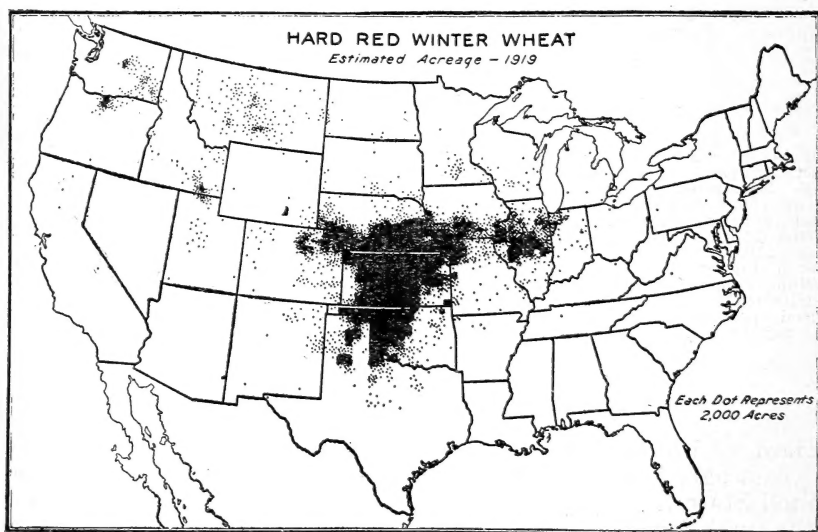 HARD RED WINTER WHEAT
Estimated Acreage – 1919
Each Dot Represents
2,000 Acres